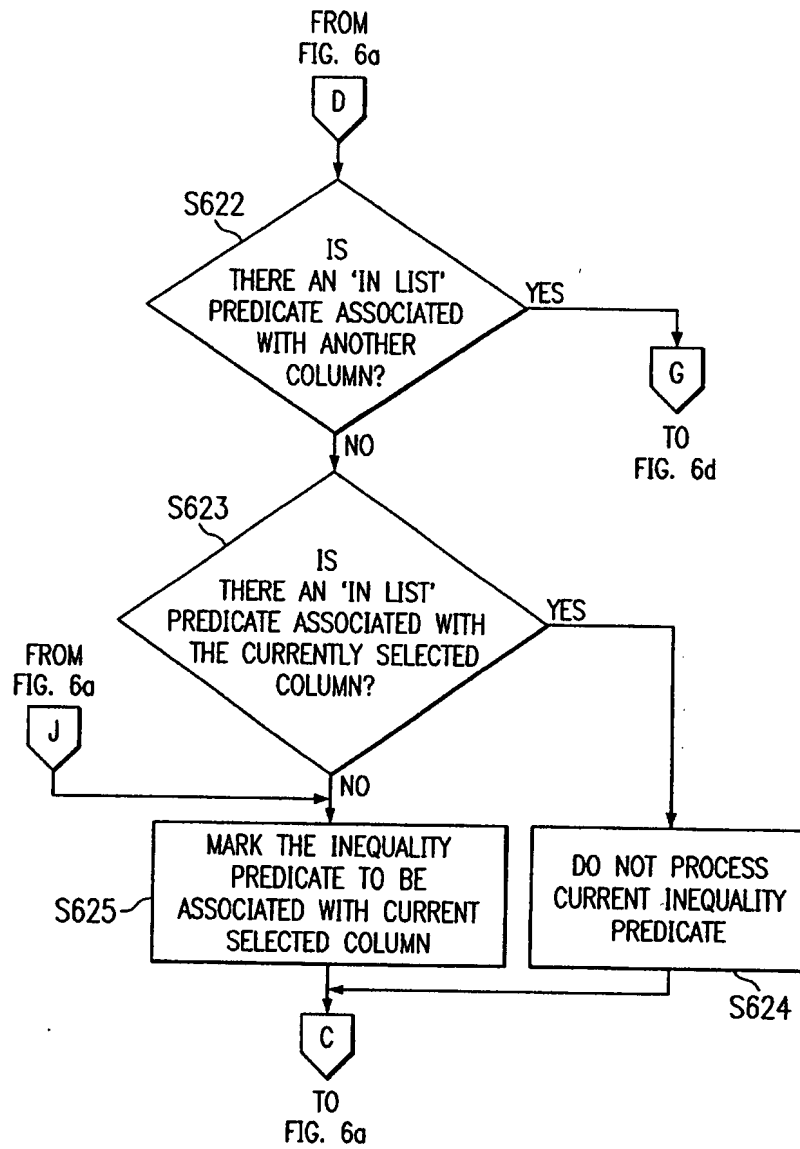 FROM
FIG. 6a
D
S622
IS
THERE AN 'IN LIST'
PREDICATE ASSOCIATED
WITH ANOTHER
COLUMN?
YES
G
TO
FIG. 6d
NO
S623
IS
THERE AN 'IN LIST'
PREDICATE ASSOCIATED WITH
THE CURRENTLY SELECTED
COLUMN?
YES
FROM
FIG. 6a
J
NO
MARK THE INEQUALITY
PREDICATE TO BE
ASSOCIATED WITH CURRENT
SELECTED COLUMN
S625
DO NOT PROCESS
CURRENT INEQUALITY
PREDICATE
S624
C
TO
FIG. 6a